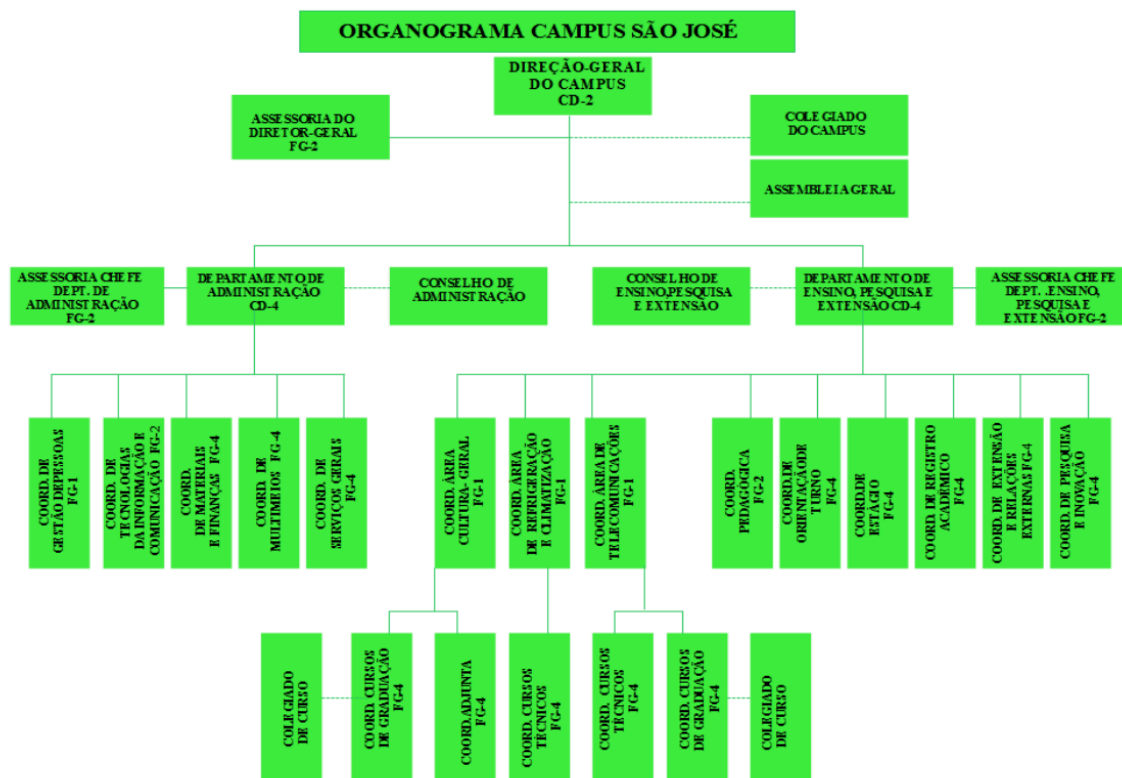 ORGANOGRAMA CAMPUS SÃO JOSÉ
DIREÇÃO-GERAL
DO CAMPUS
CD-2
ASSESSORIA DO
DIRETOR-GERAL
FG-2
COLEGIADO
DO CAMPUS
ASSEMBLEIA GERAL
ASSESSORIA CHEFE
DEPT. DE
ADMINISTRAÇÃO
FG-2
DEPARTAMENTO DE
ADMINISTRAÇÃO
CD-4
CONSELHO DE
ADMINISTRAÇÃO
CONSELHO DE
ENSINO,PESQUISA
E EXTENSÃO
DEPARTAMENTO DE
ENSINO, PESQUISA E
EXTENSÃO CD-4
ASSESSORIA CHEFE
DEPT. .ENSINO,
PESQUISA E
EXTENSÃO FG-2
COORD. DE
GESTÃO DEPESSOAS
FG-1
COORD. DE
TECNOLOGIAS
DA INFORMAÇÃO E
COMUNICAÇÃO FG-2
COORD.
DE MATERIAIS
E FINANÇAS FG-4
COORD. DE
MULTIMEIOS FG-4
COORD. DE
SERVIÇOS GERAIS
FG-4
COORD. ÀREA
CULTURA- GERAL
FG-1
COORD. ÁREA
DE REFRIGERAÇÃO
E CLIMATIZAÇÃO
FG-1
COORD. ÀREA DE
TELECOMUNICAÇÕES
FG-1
COORD.
PEDAGÓGICA
FG-2
COORD.DE
ORIENTAÇÃODE
TURNO
FG-4
COORD.DE
ESTÁGIO
FG-4
COORD. DE REGISTRO
ACADÉMICO
FG-4
COORD. DE EXTENSÃO
E RELAÇÕES
EXTERNAS FG-4
COORD. DE PESQUISA
E INOVAÇÃO
FG-4
COLEGIADO
DE CURSO
COORD. CURSOS
DE GRADUAÇÃO
FG-4
COORD.ADJUNTA
FG-4
COORD. CURSOS
TÉCNICOS
FG-4
COORD. CURSOS
TÉCNICOS
FG-4
COORD. CURSOS
DE GRADUAÇÃO
FG-4
COLEGIADO
DE CURSO